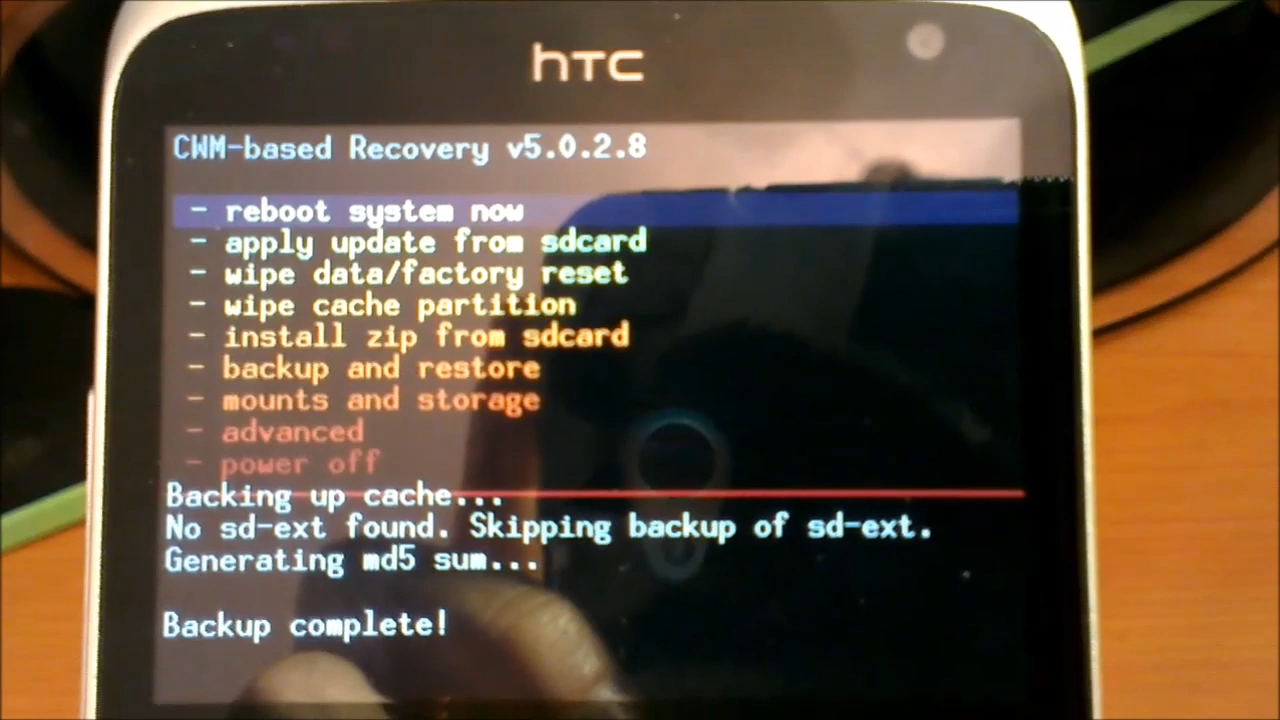 hTC
CWM-based Recovery v5.0.2.8
- reboot system now
- apply update from sdcard
- wipe data/factory reset
- wipe cache partition
- install zip from sdcard
- backup and restore
- mounts and storage
- advanced
- power off
Backing up cache...
No sd-ext found. Skipping backup of sd-ext.
Generating md5 sum...
Backup complete!